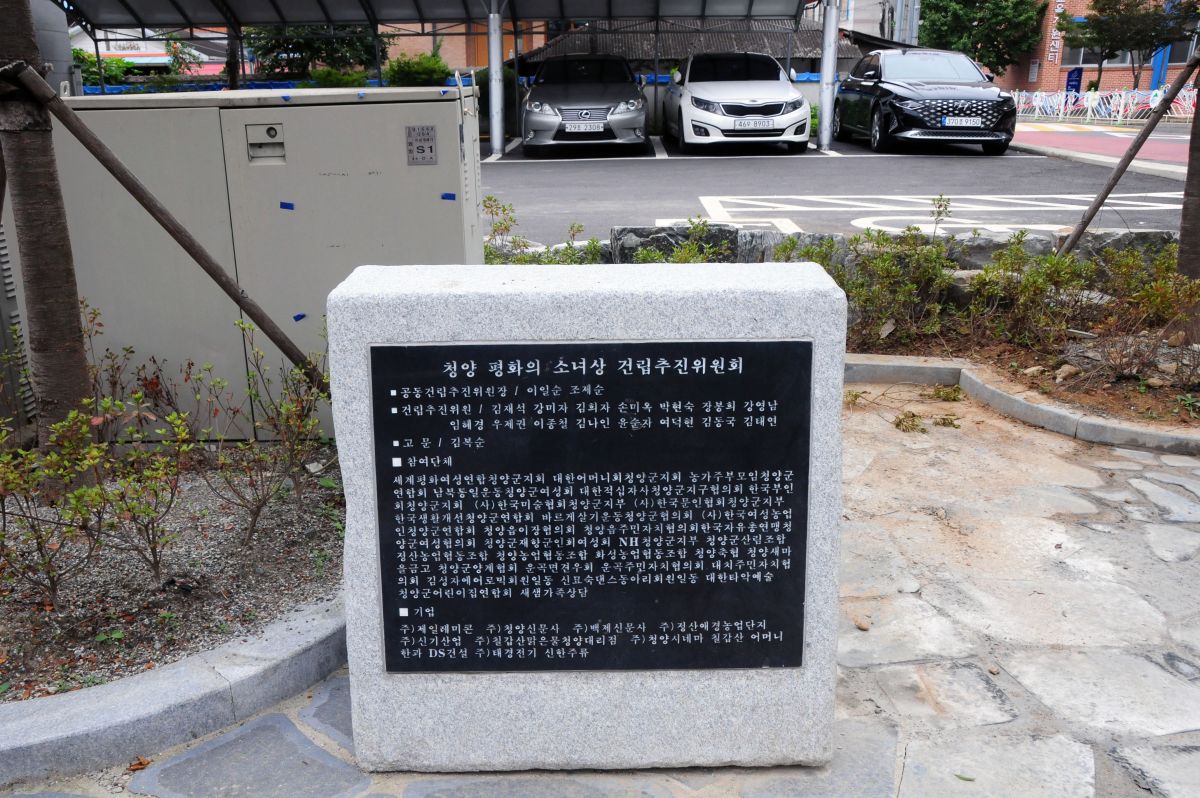 청양 평화의 소녀상 건립추진위원회
■ 공동건립추진위원장 / 이일순 조제순
■ 건립추진위원 / 김재석 강미자 김희자 손미옥 박현숙 장봉희 강영남
임혜경 우제권 이종철 김나인 윤순자 여덕현 김동국 김태연
■ 고 문 / 김복순
■ 참여단체
세계평화여성연합청양군지회 대한어머니회청양군지회 농가주부모임청양군
연합회 남북통일운동청양군여성회 대한적십자사청양군지구협의회 한국부인
회청양군지회 (사)한국미술협회청양군지부 (사)한국문인협회청양군지부
한국생활개선청양군연합회 바르게살기운동청양군협의회 (사)한국여성농업
인청양군연합회 청양읍이장협의회 청양읍주민자치협의회한국자유총연맹청
양군여성협의회 청양군재향군인회여성회 NH청양군지부 청양군산림조합
정산농업협동조합 청양농업협동조합 화성농업협동조합 청양축협 청양새마
을금고 청양군양계협회 운곡면견우회 운곡주민자치협의회 대치주민자치협
의회 김성자에어로믹회원일동 신묘숙댄스동아리회원일동 대한타악예술
청양군어린이집연합회 새샘가족상담
■ 기업
주)제일레미콘 주)청양신문사 주)백제신문사 주)정산애경농업단지
주)신기산업 주)칠갑산맑은물청양대리점 주)청양시네마 칠갑산 어머니
한과 DS건설 주)태경전기 신한주류
S1
29호 2308
46무 8903
370 9150